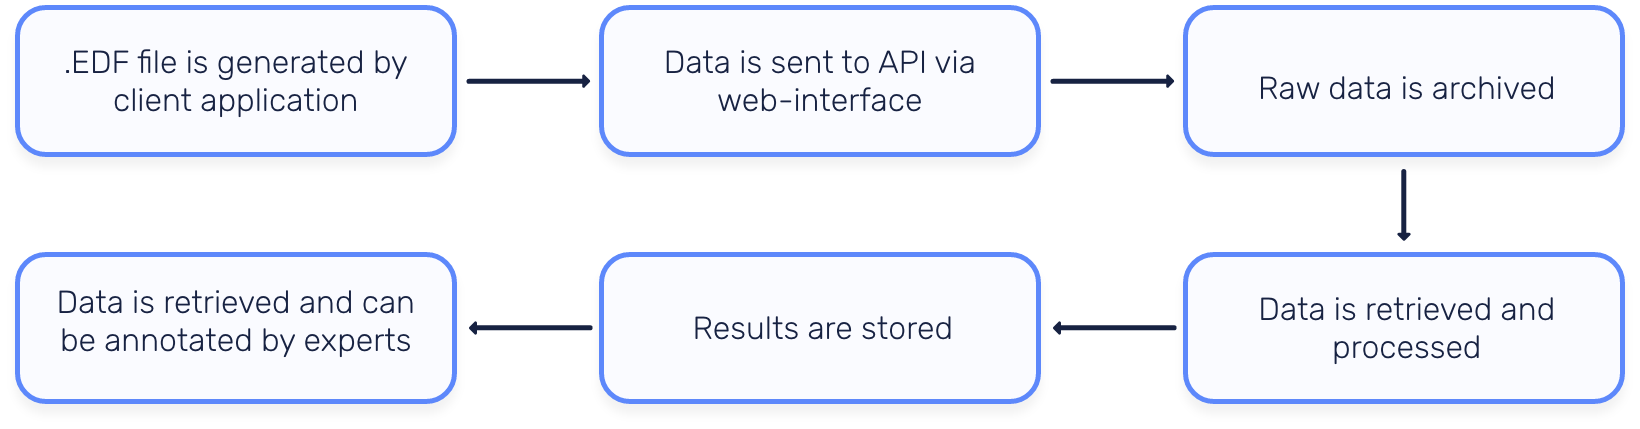 .EDF file is generated by
client application
Data is sent to API via
web-interface
Raw data is archived
Data is retrieved and
processed
Results are stored
Data is retrieved and can
be annotated by experts